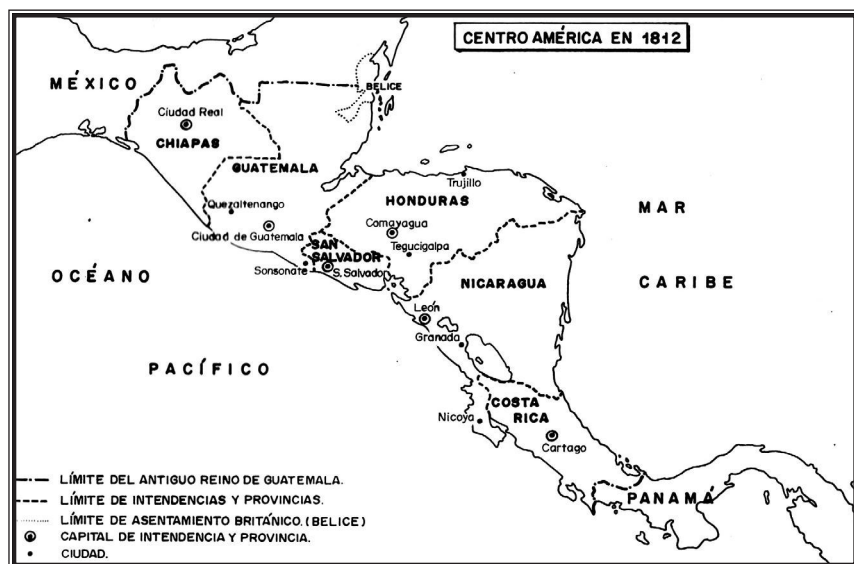 CENTRO AMÉRICA EN 1812
MÉXICO
BELICE
Ciudad Real
CHIAPAS
GUATEMALA
Trujillo
HONDURAS
Quezaltenango
Comayagua
MAR
Ciudad de Guatemala
SAN
SALVADOR
Tegucigalpa
Sonsonate
S. Salvador
OCÉANO
NICARAGUA
CARIBE
León
Granada
PACÍFICO
COSTA
RICA
Nicoya
Cartago
PANAMÁ
LÍMITE DEL ANTIGUO REINO DE GUATEMALA.
LÍMITE DE INTENDENCIAS Y PROVINCIAS.
LÍMITE DE ASENTAMIENTO BRITÁNICO. (BELICE)
CAPITAL DE INTENDENCIA Y PROVINCIA.
CIUDAD.